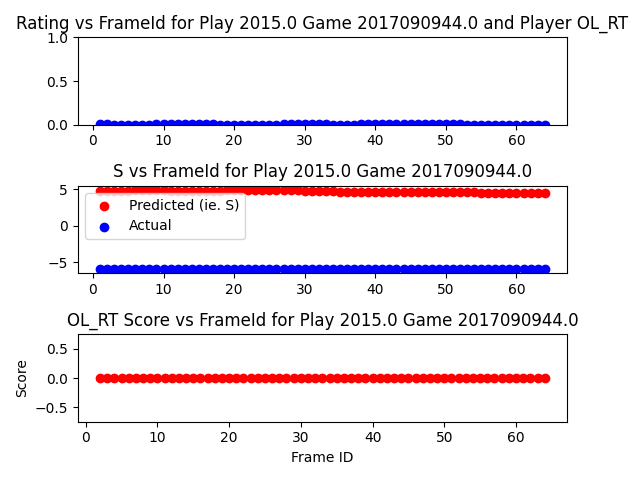 Rating vs FrameId for Play 2015.0 Game 2017090944.0 and Player OL_RT
1.0
0.5
0.0
0 10 20 30 40 50 60
S vs FrameId for Play 2015.0 Game 2017090944.0
5
0
−5
Predicted (ie. S)
Actual
0 10 20 30 40 50 60
OL_RT Score vs FrameId for Play 2015.0 Game 2017090944.0
Score
0.5
0.0
−0.5
0 10 20 30 40 50 60
Frame ID